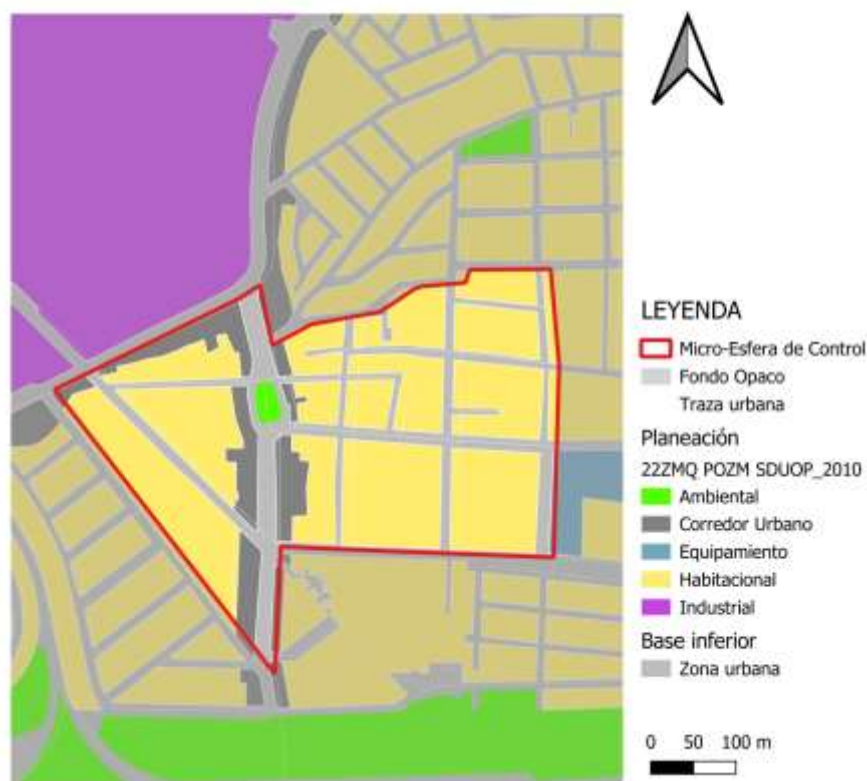 LEYENDA
Micro-Esfera de Control
Fondo Opaco
Traza urbana
Planeación
22ZMQ POZM SDUOP_2010
Ambiental
Corredor Urbano
Equipamiento
Habitacional
Industrial
Base inferior
Zona urbana
0 50 100 m